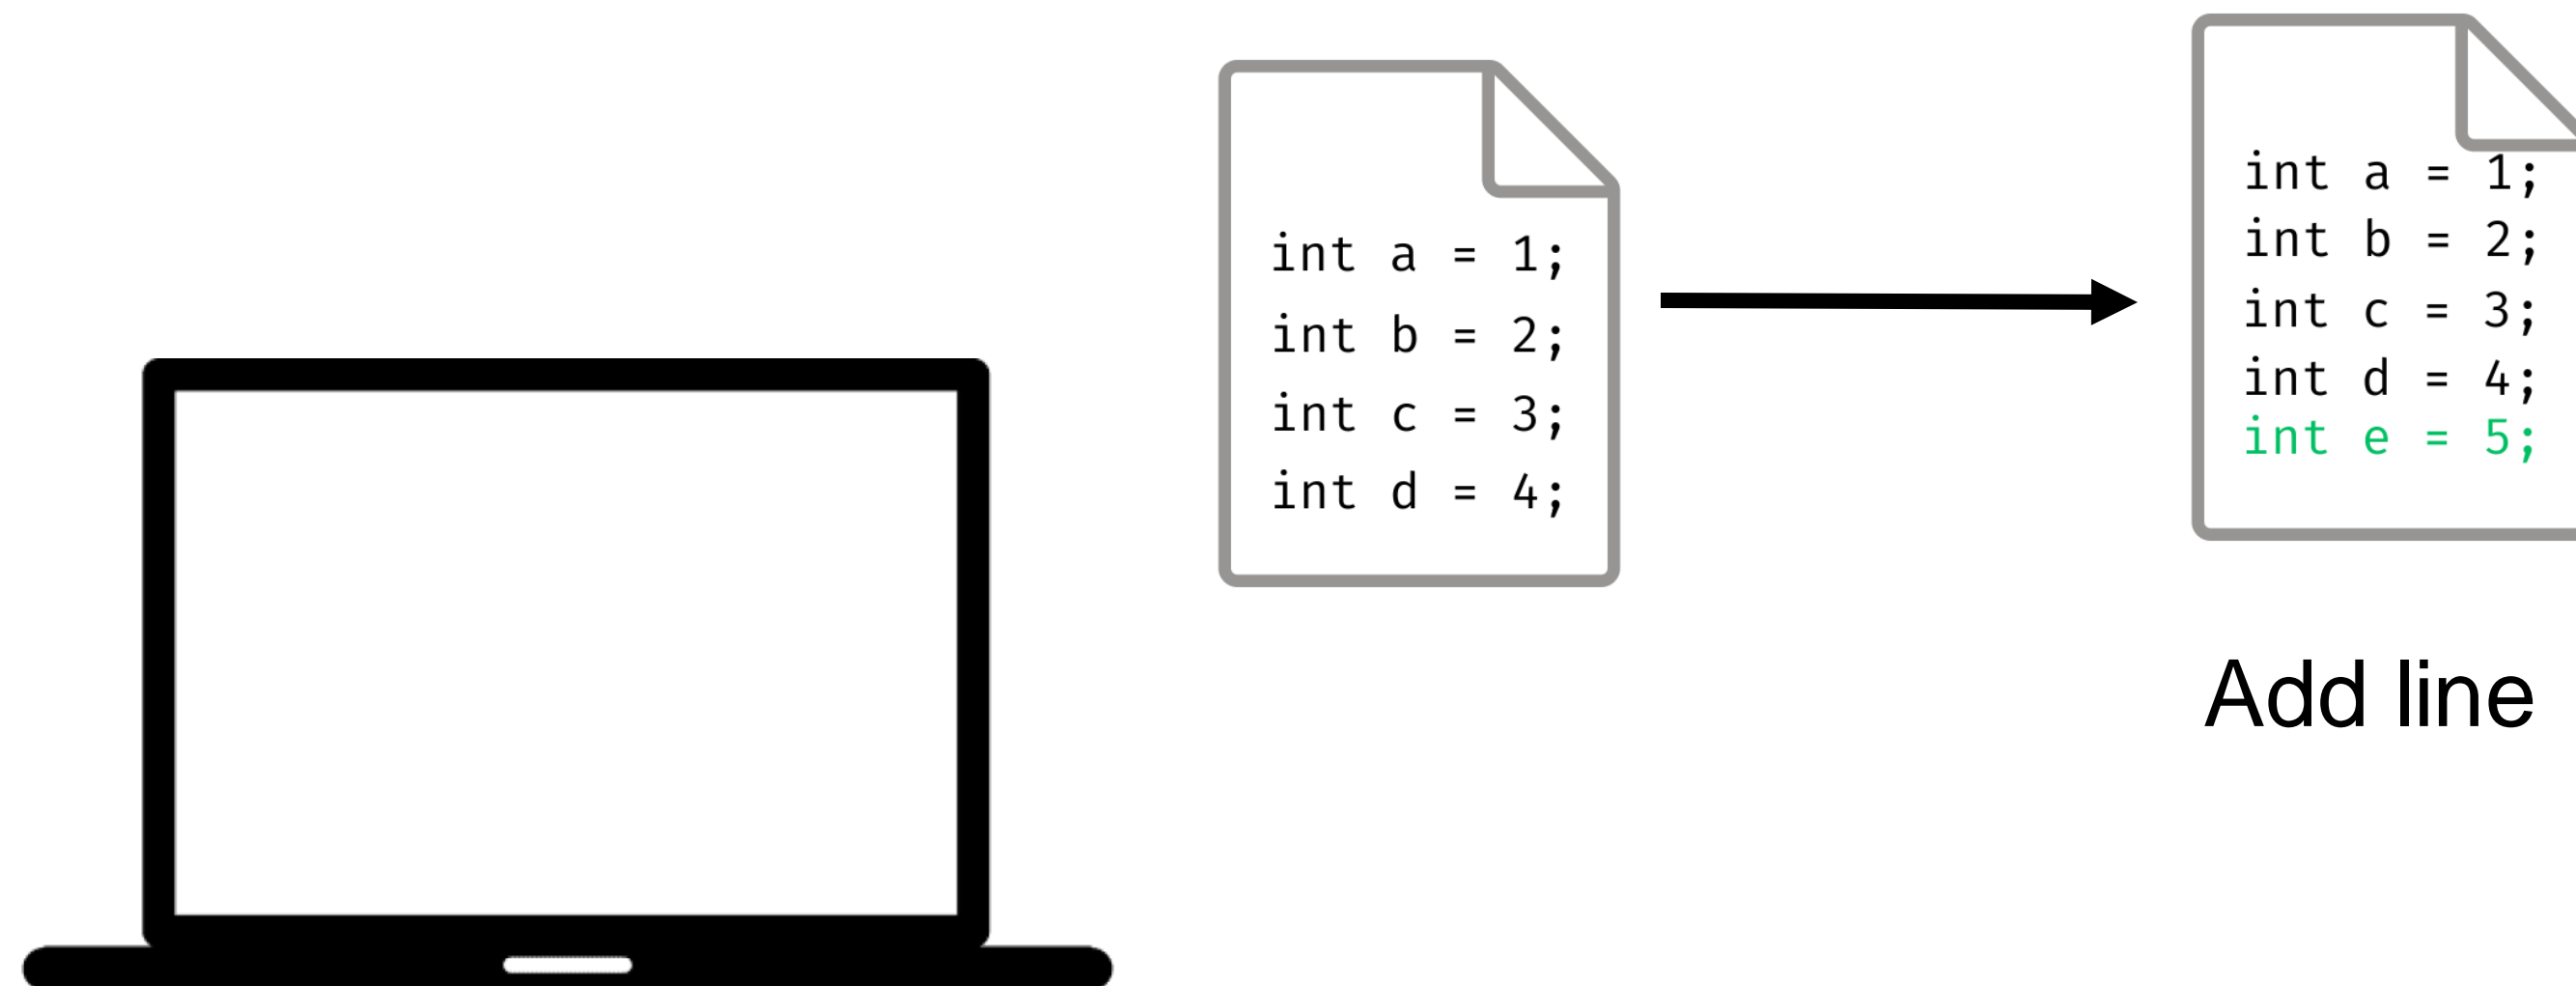 int a = 1;
int b = 2;
int c = 3;
int d = 4;
int a = 1;
int b = 2;
int c = 3;
int d = 4;
int e = 5;
Add line